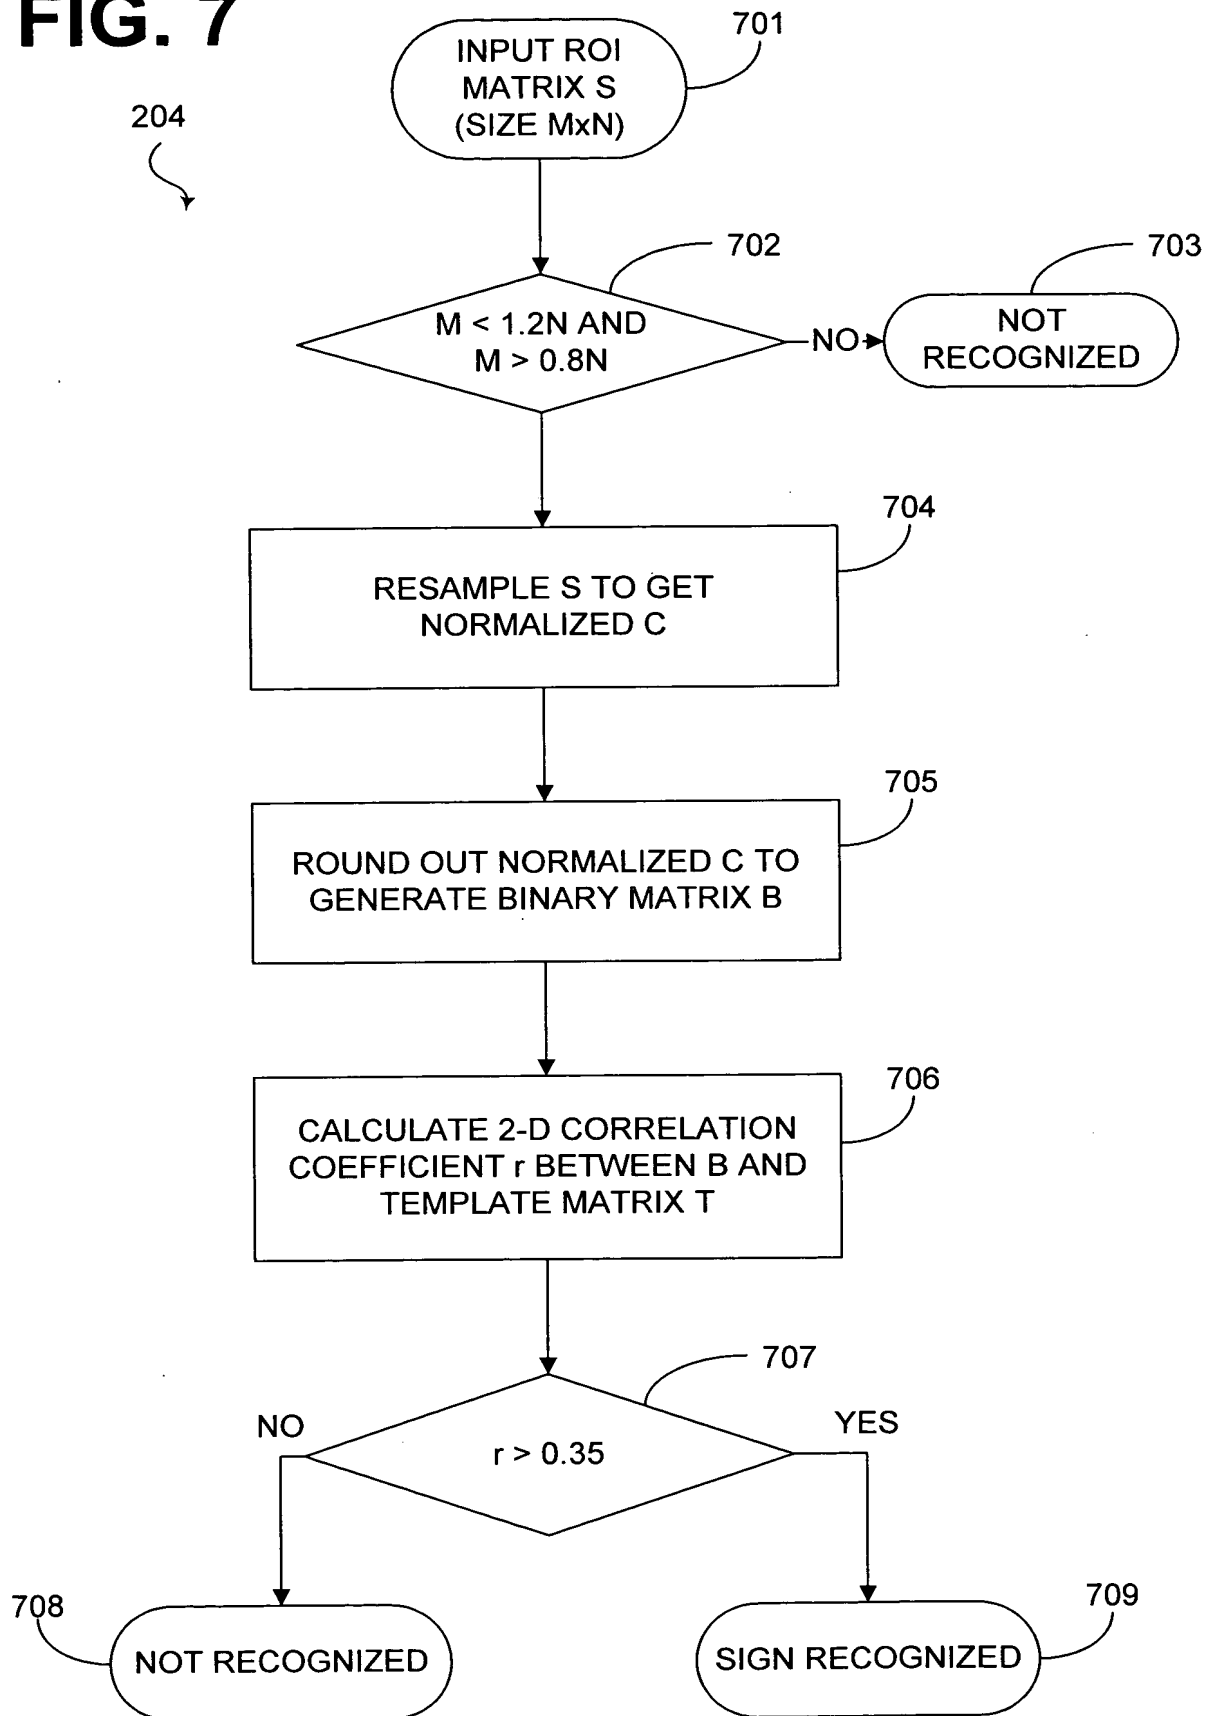 FIG. 7
204
INPUT ROI
MATRIX S
(SIZE MxN)
701
702
M < 1.2N AND
M > 0.8N
NO
703
NOT
RECOGNIZED
704
RESAMPLE S TO GET
NORMALIZED C
705
ROUND OUT NORMALIZED C TO
GENERATE BINARY MATRIX B
706
CALCULATE 2-D CORRELATION
COEFFICIENT r BETWEEN B AND
TEMPLATE MATRIX T
707
NO
r > 0.35
YES
708
NOT RECOGNIZED
709
SIGN RECOGNIZED